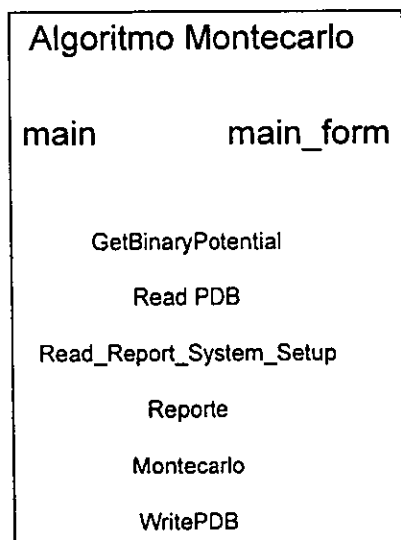 Algoritmo Montecarlo
main main_form
GetBinaryPotential
Read PDB
Read_Report_System_Setup
Reporte
Montecarlo
WritePDB